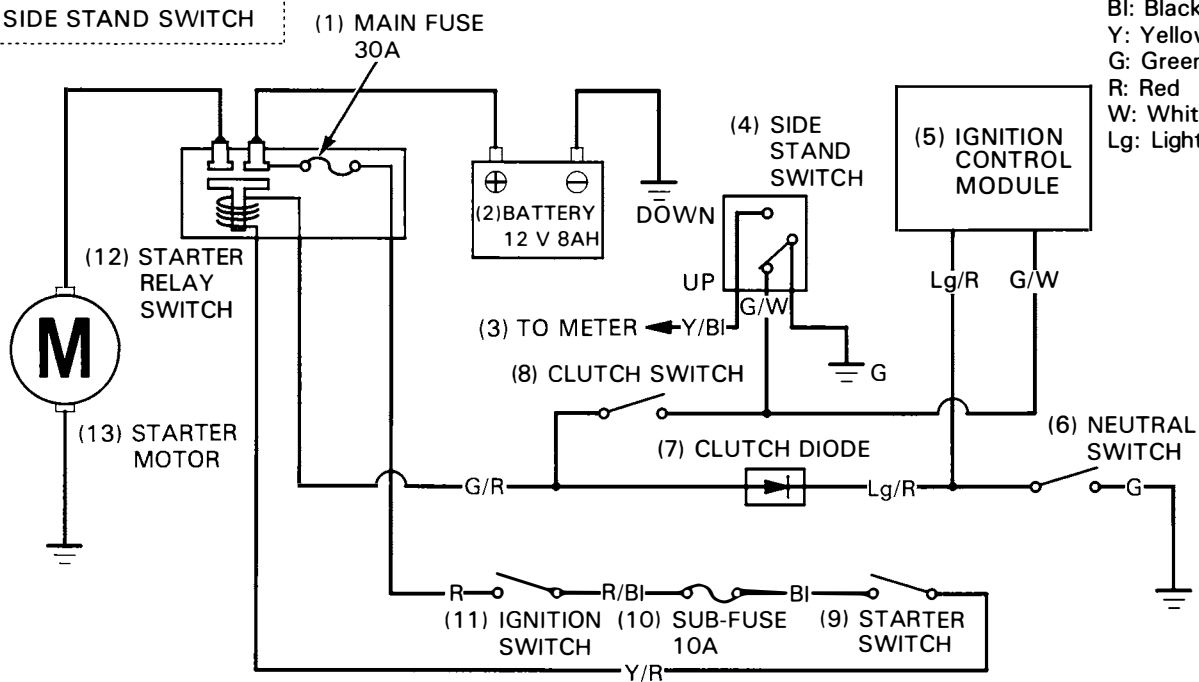 SIDE STAND SWITCH
(1) MAIN FUSE
30A
Bl: Black
Y: Yellow
G: Green
R: Red
W: Whit
Lg: Light
(4) SIDE
STAND
SWITCH
(5) IGNITION
CONTROL
MODULE
(2)BATTERY
12 V 8AH
DOWN
UP
(12) STARTER
RELAY
SWITCH
Lg/R
G/W
G/W
(3) TO METER
Y/Bl
G
M
(8) CLUTCH SWITCH
(6) NEUTRAL
SWITCH
(13) STARTER
MOTOR
(7) CLUTCH DIODE
G/R
Lg/R
G
R
R/Bl
Bl
(11) IGNITION
SWITCH
(10) SUB-FUSE
10A
(9) STARTER
SWITCH
Y/R